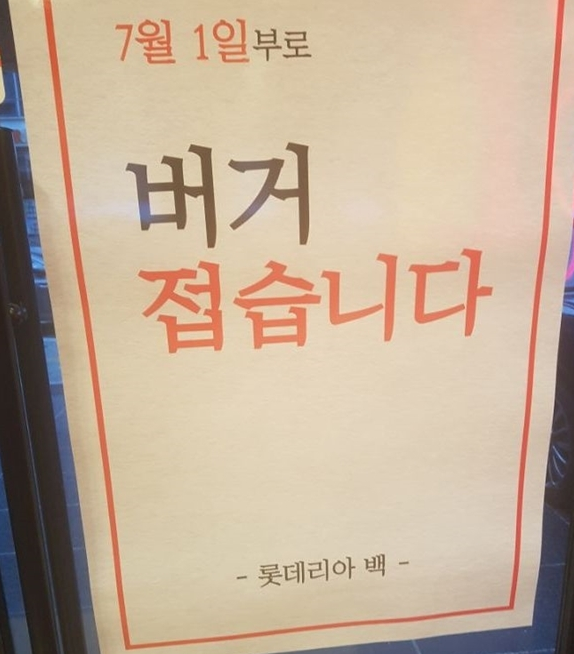 7월 1일부로
버거
접습니다
- 롯데리아 백 -